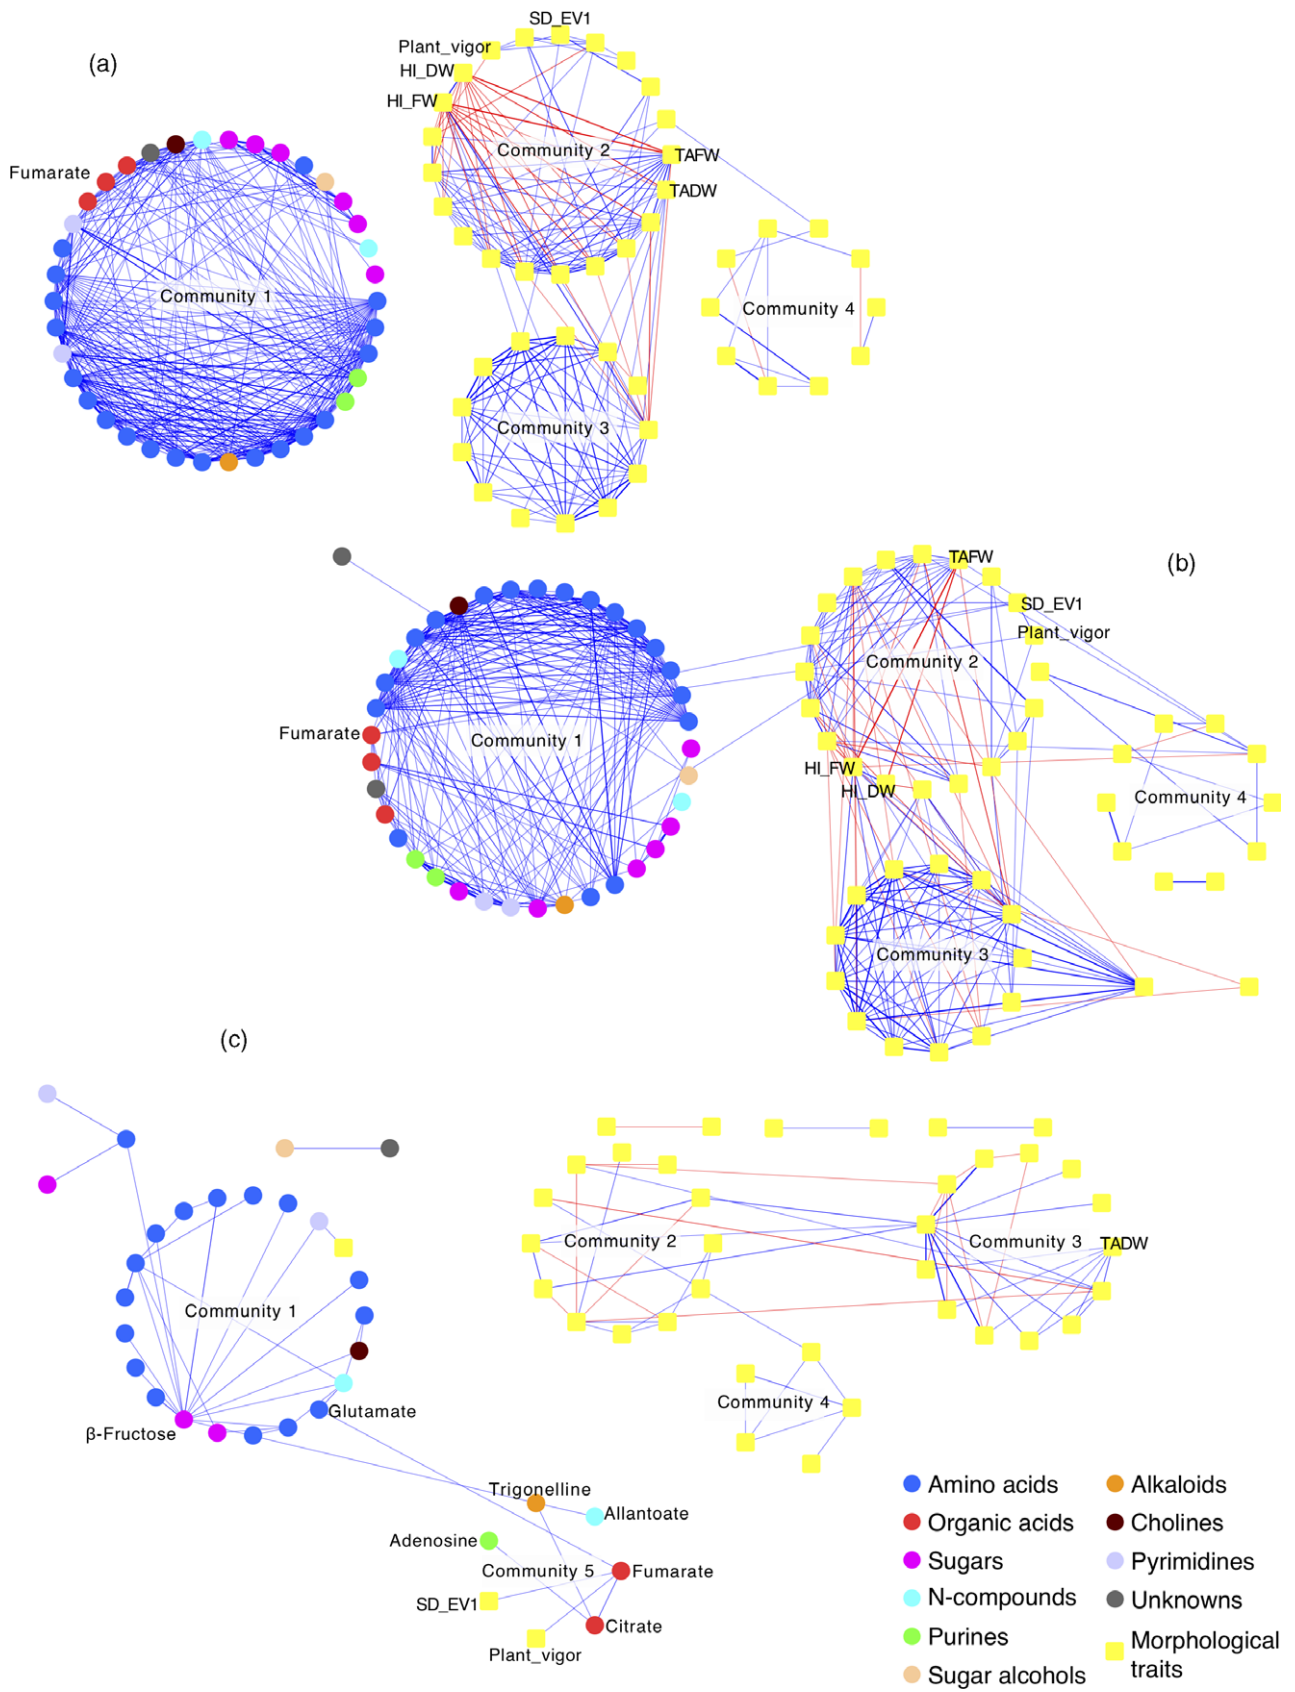 (a)
SD_EV1
Plant_vigor
HI_DW
HI_FW
Community 2
TAFW
TADW
Fumarate
Community 1
Community 4
Community 3
(b)
TAFW
SD_EV1
Plant_vigor
Community 2
Fumarate
Community 1
HI_FW
HI_DW
Community 4
Community 3
(c)
Community 1
Community 2
Community 3
TADW
Community 4
Glutamate
β-Fructose
Trigonelline
Allantoate
Adenosine
Community 5
Fumarate
SD_EV1
Citrate
Plant_vigor
Amino acids
Organic acids
Sugars
N-compounds
Purines
Sugar alcohols
Alkaloids
Cholines
Pyrimidines
Unknowns
Morphological
traits